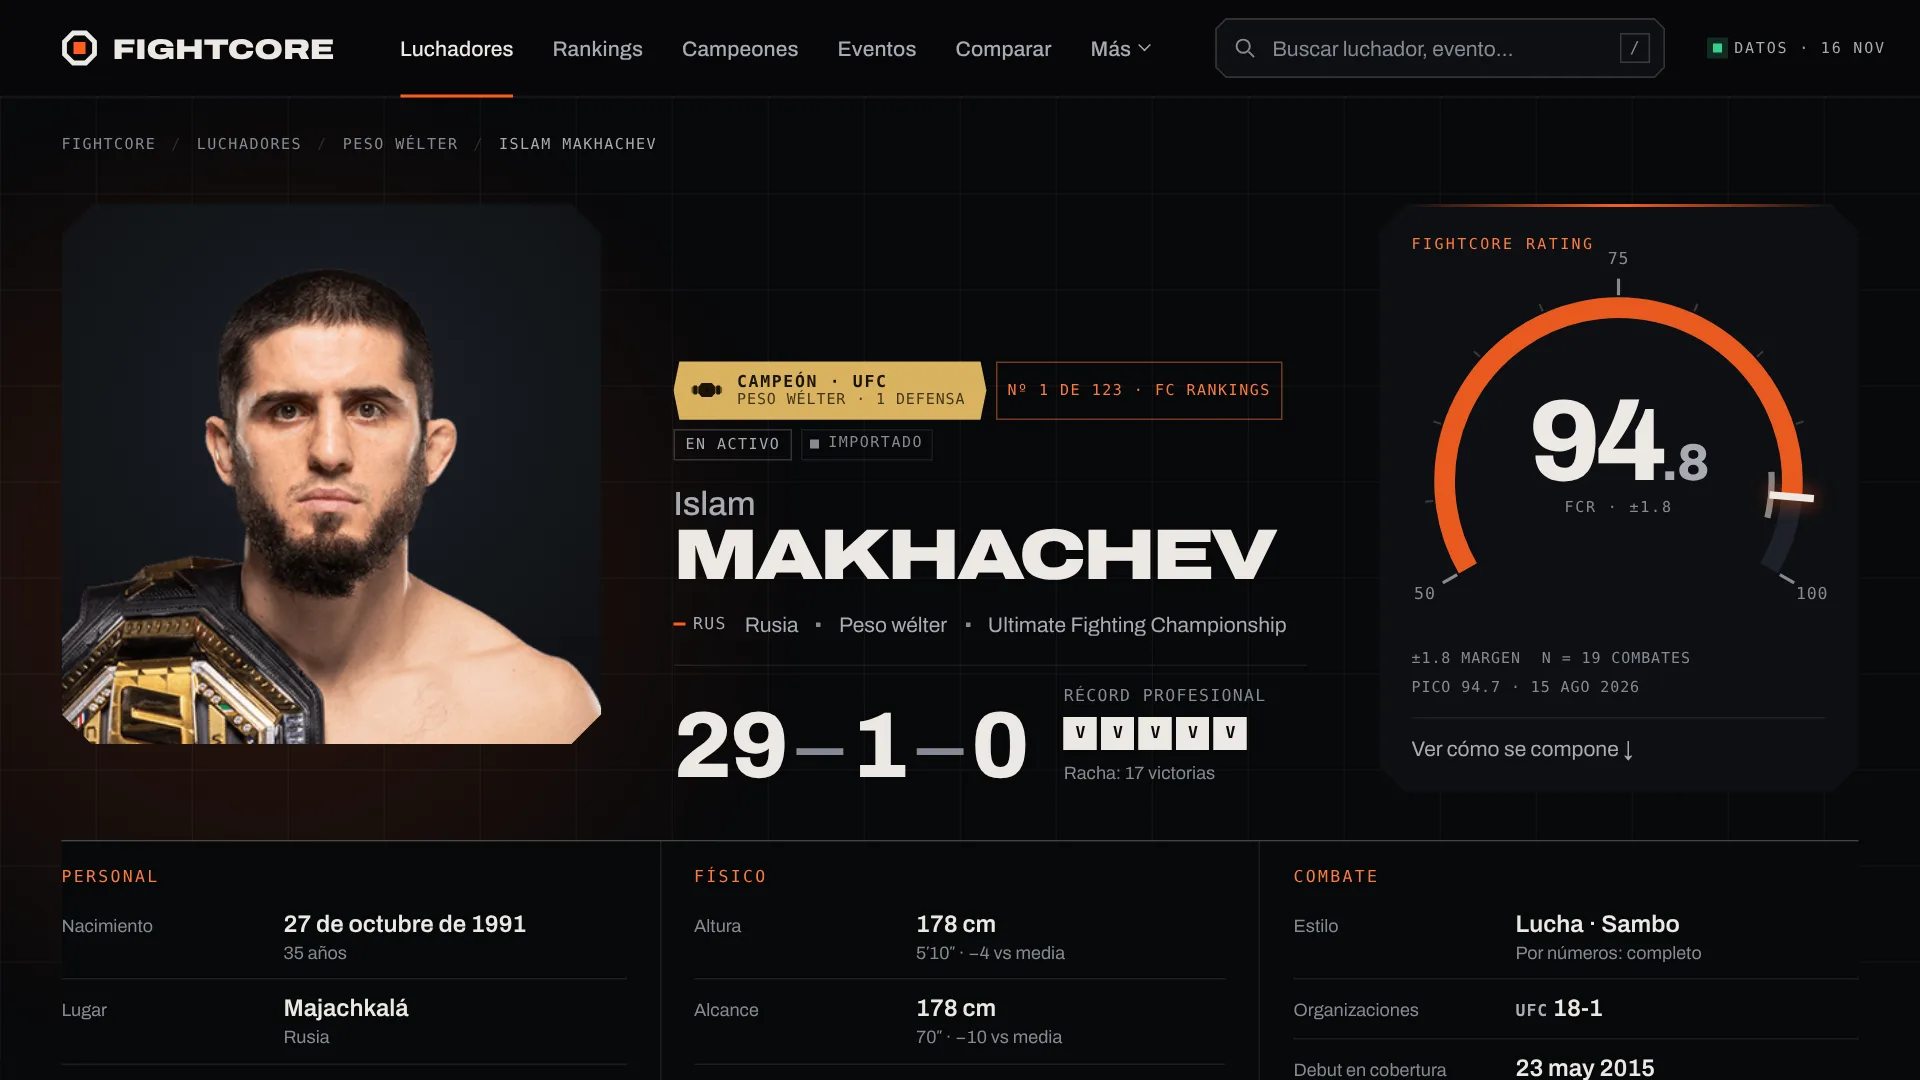 FIGHTCORE
Luchadores
Rankings
Campeones
Eventos
Comparar
Más
Buscar luchador, evento...
/
DATOS · 16 NOV
FIGHTCORE / LUCHADORES / PESO WÉLTER / ISLAM MAKHACHEV
CAMPEÓN · UFC
PESO WÉLTER · 1 DEFENSA
Nº 1 DE 123 · FC RANKINGS
EN ACTIVO
IMPORTADO
Islam
MAKHACHEV
RUS Rusia · Peso wélter · Ultimate Fighting Championship
29–1–0
RÉCORD PROFESIONAL
V V V V V
Racha: 17 victorias
FIGHTCORE RATING
75
94.8
FCR · ±1.8
50
100
±1.8 MARGEN N = 19 COMBATES
PICO 94.7 · 15 AGO 2026
Ver cómo se compone ↓
PERSONAL
Nacimiento
27 de octubre de 1991
35 años
Lugar
Majachkalá
Rusia
FÍSICO
Altura
178 cm
5'10" · −4 vs media
Alcance
178 cm
70" · −10 vs media
COMBATE
Estilo
Lucha · Sambo
Por números: completo
Organizaciones
UFC 18-1
Debut en cobertura
23 may 2015